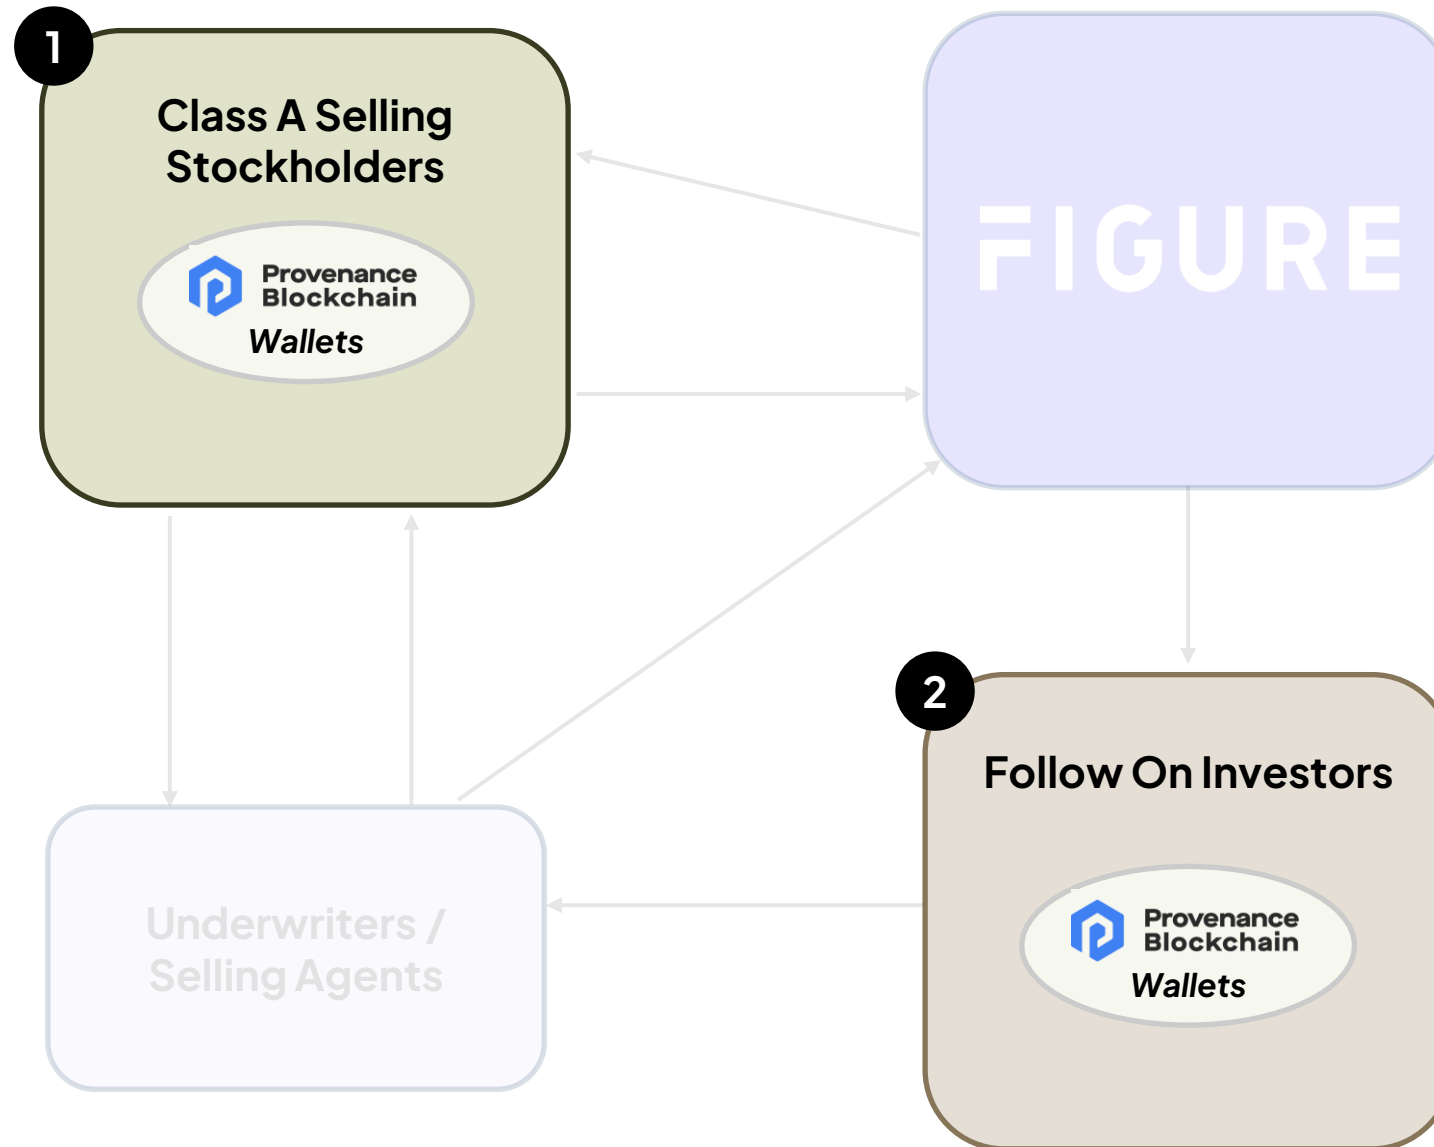 1
Class A Selling
Stockholders
Provenance
Blockchain
Wallets
FIGURE
2
Follow On Investors
Provenance
Blockchain
Wallets
Underwriters /
Selling Agents